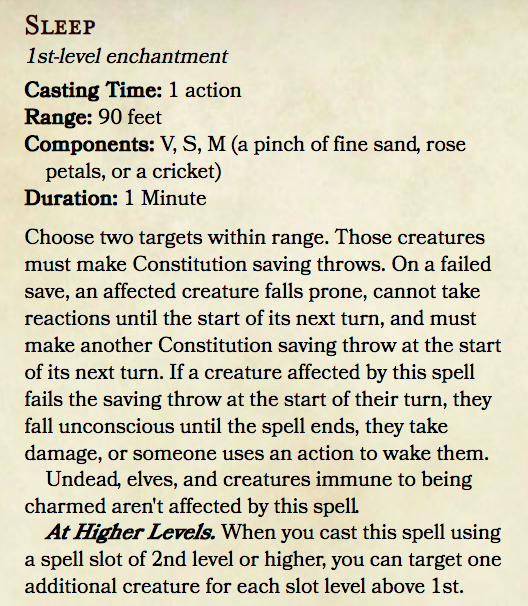 SLEEP
1st-level enchantment
Casting Time: 1 action
Range: 90 feet
Components: V, S, M (a pinch of fine sand, rose
petals, or a cricket)
Duration: 1 Minute
Choose two targets within range. Those creatures
must make Constitution saving throws. On a failed
save, an affected creature falls prone, cannot take
reactions until the start of its next turn, and must
make another Constitution saving throw at the start
of its next turn. If a creature affected by this spell
fails the saving throw at the start of their turn, they
fall unconscious until the spell ends, they take
damage, or someone uses an action to wake them.
Undead, elves, and creatures immune to being
charmed aren't affected by this spell.
At Higher Levels. When you cast this spell using
a spell slot of 2nd level or higher, you can target one
additional creature for each slot level above 1st.